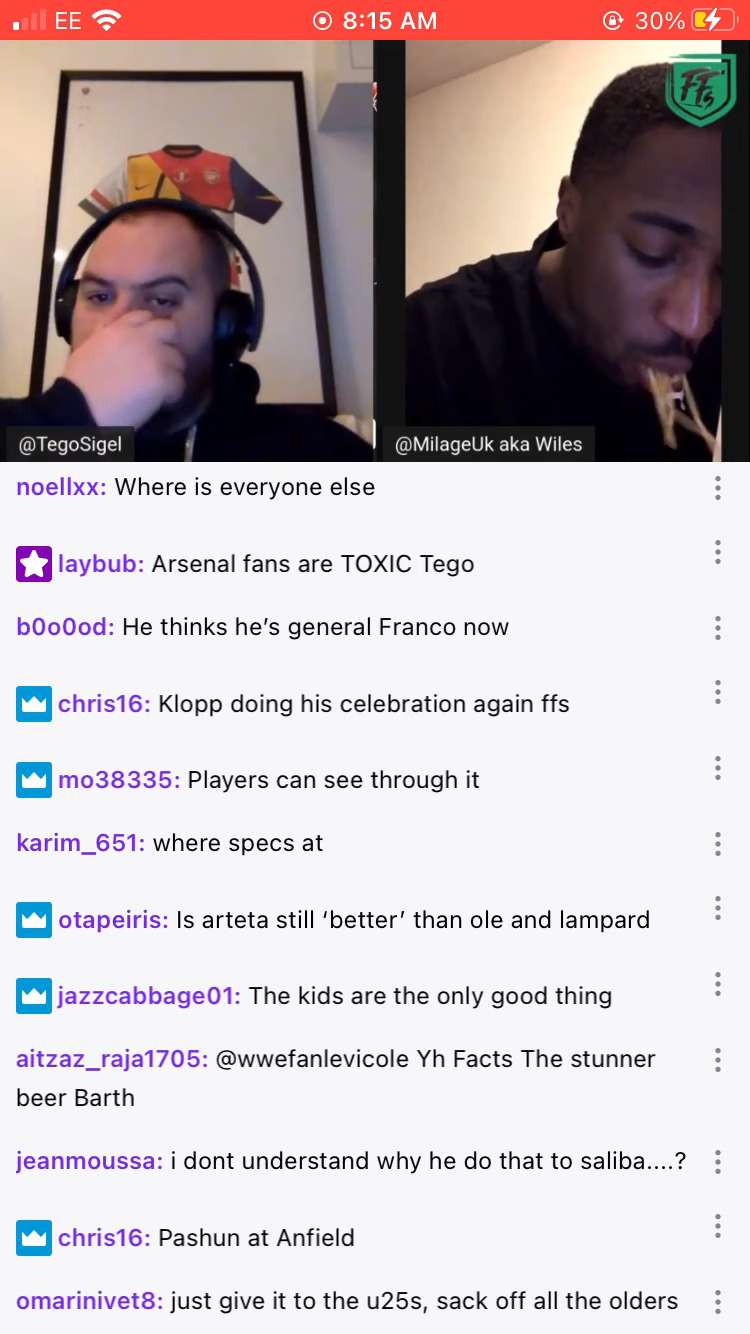 EE 8:15 AM 30%
FTFs
@TegoSigel @MilageUk aka Wiles
noellxx: Where is everyone else
laybub: Arsenal fans are TOXIC Tego
b0o0od: He thinks he’s general Franco now
chris16: Klopp doing his celebration again ffs
mo38335: Players can see through it
karim_651: where specs at
otapeiris: Is arteta still ‘better’ than ole and lampard
jazzcabbage01: The kids are the only good thing
aitzaz_raja1705: @wwefanlevicole Yh Facts The stunner
beer Barth
jeanmoussa: i dont understand why he do that to saliba....?
chris16: Pashun at Anfield
omarinivet8: just give it to the u25s, sack off all the olders